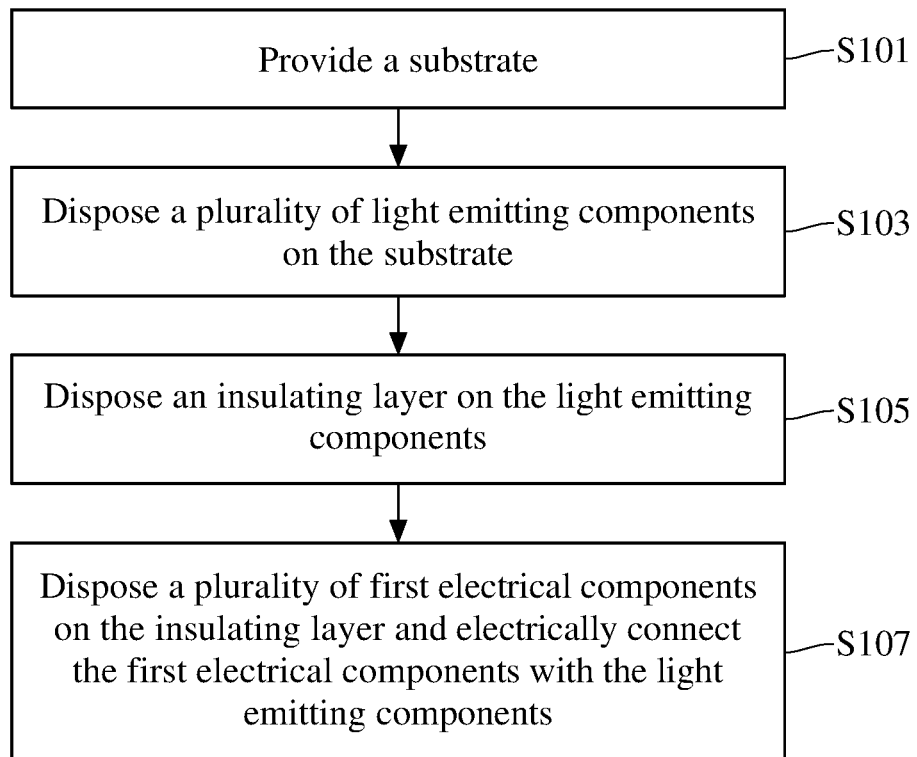 Provide a substrate
S101
Dispose a plurality of light emitting components
on the substrate
S103
Dispose an insulating layer on the light emitting
components
S105
Dispose a plurality of first electrical components
on the insulating layer and electrically connect
the first electrical components with the light
emitting components
S107